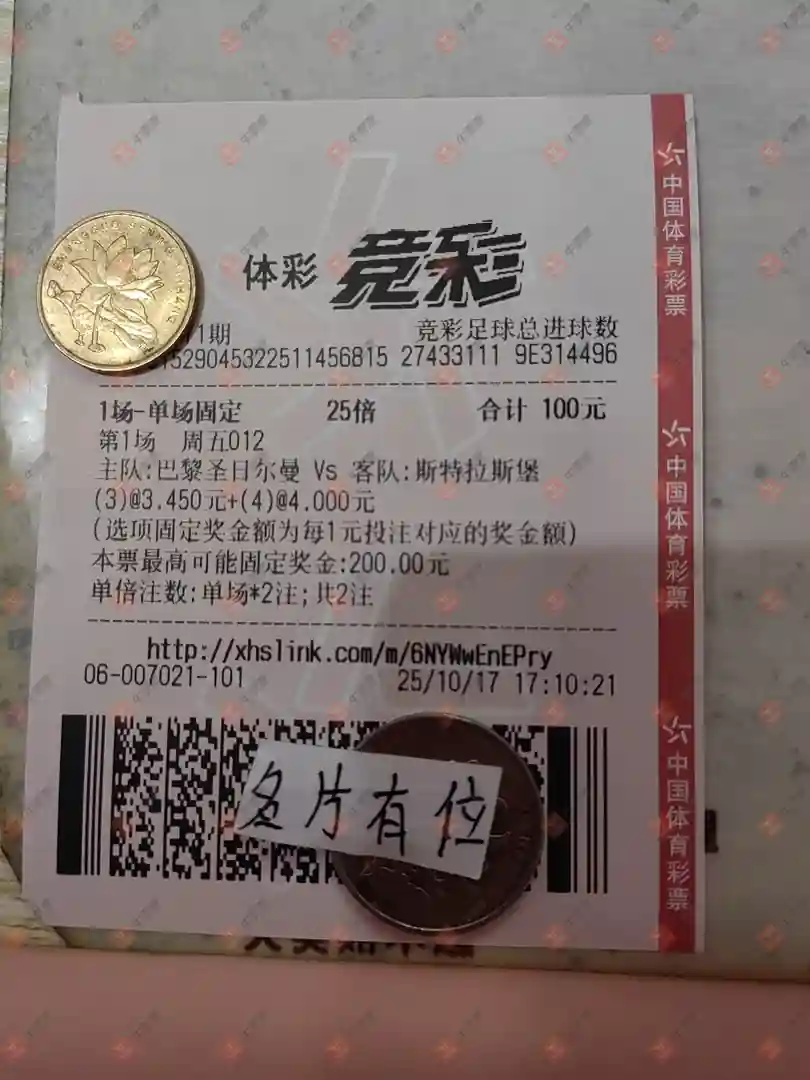 体彩 竞彩
1期 竞彩足球总进球数
529045322511456815 27433111 9E314496
1场-单场固定 25倍 合计 100元
第1场 周五012
主队:巴黎圣日尔曼 Vs 客队:斯特拉斯堡
(3)@3.450元+(4)@4.000元
(选项固定奖金额为每1元投注对应的奖金额)
本票最高可能固定奖金:200.00元
单倍注数:单场*2注;共2注
http://xhslink.com/m/6NYWwEnEPry
06-007021-101 25/10/17 17:10:21
名片有位
中国体育彩票
中国体育彩票
中国体育彩票